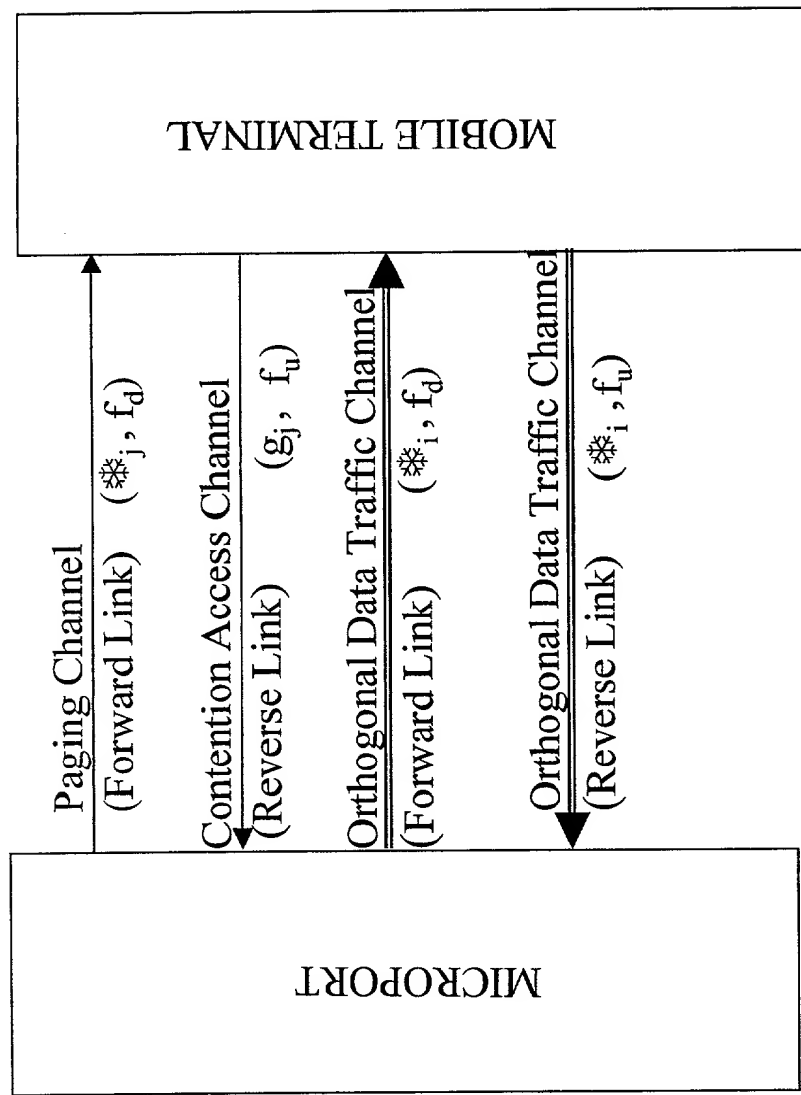 MICROPORT
MOBILE TERMINAL
Paging Channel
(Forward Link) (❉j , fd)
Contention Access Channel
(Reverse Link) (gj , fu)
Orthogonal Data Traffic Channel
(Forward Link) (❉i , fd)
Orthogonal Data Traffic Channel
(Reverse Link) (❉i , fu)